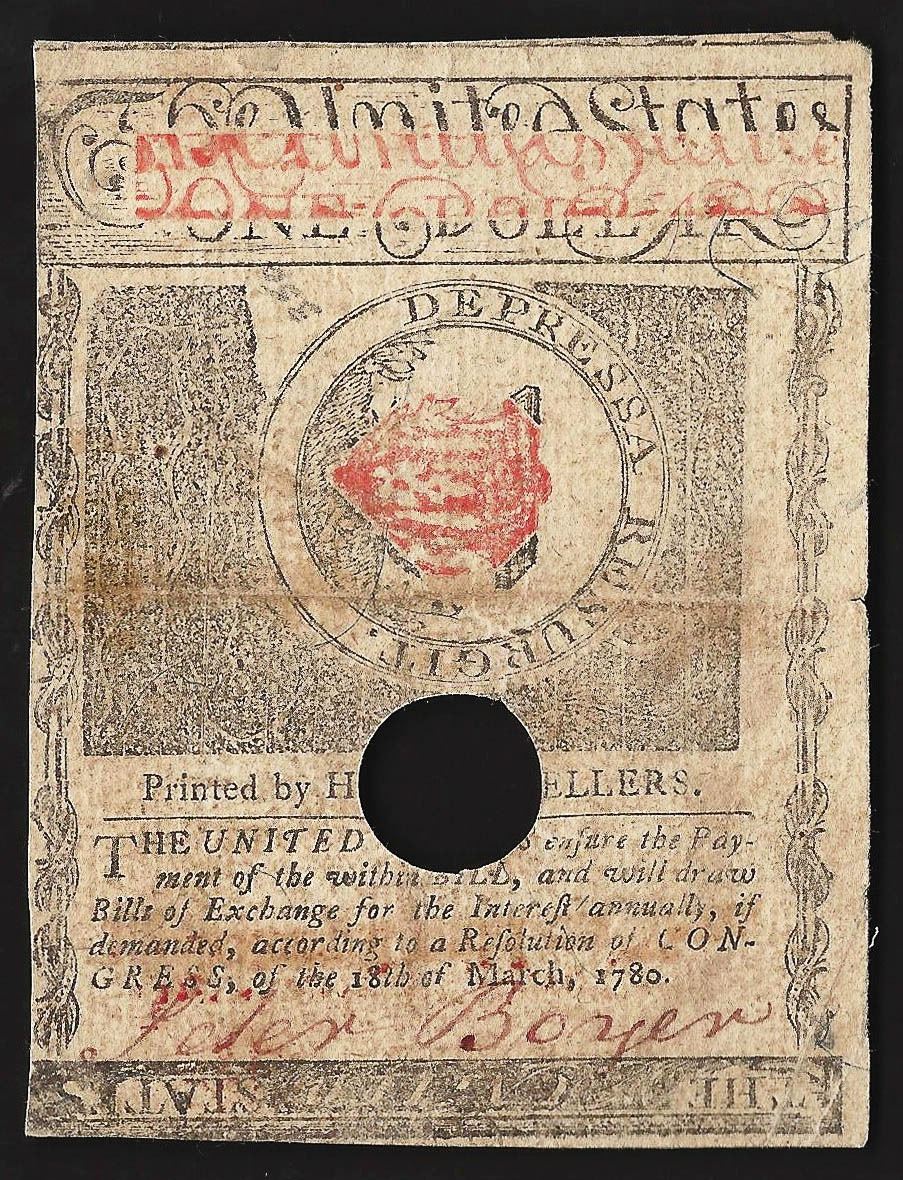 The United States
ONE DOLLAR
DEPRESSA RESURGIT.
Printed by H ELLERS.
THE UNITED enſure the Pay-
ment of the within BILL, and will draw
Bills of Exchange for the Intereſt annually, if
demanded, according to a Reſolution of CON-
GRESS, of the 18th of March, 1780.
Peter Boyer